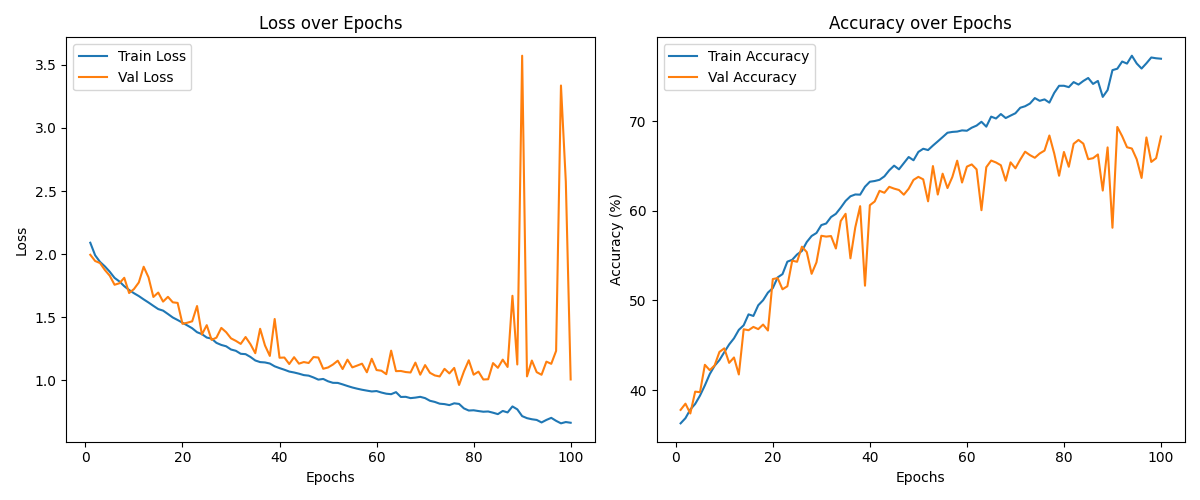 Loss over Epochs
Train Loss
Val Loss
3.5
3.0
2.5
2.0
1.5
1.0
Loss
0
20
40
60
80
100
Epochs
Accuracy over Epochs
Train Accuracy
Val Accuracy
70
60
50
40
Accuracy (%)
0
20
40
60
80
100
Epochs